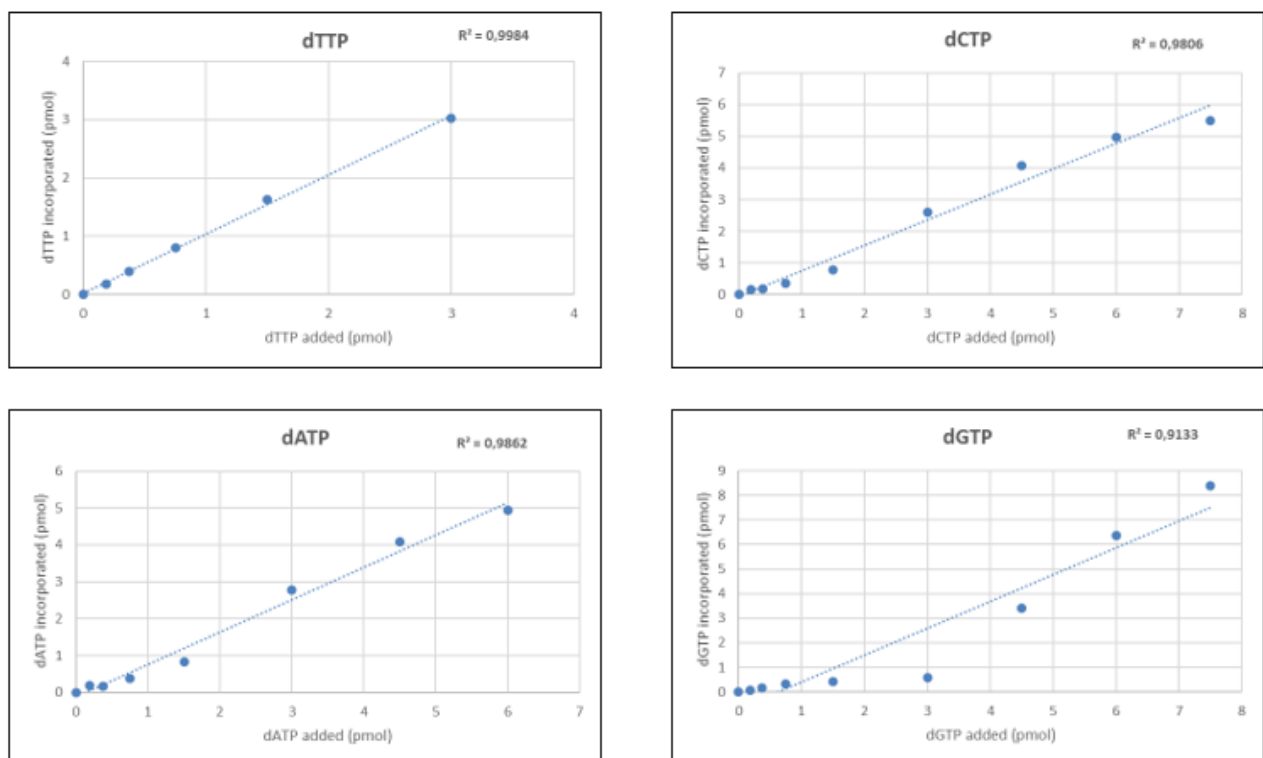 dTTP
R² = 0,9984
dTTP incorporated (pmol)
4
3
2
1
0
0 1 2 3 4
dTTP added (pmol)
dCTP
R² = 0,9806
dCTP incorporated (pmol)
7
6
5
4
3
2
1
0
0 1 2 3 4 5 6 7 8
dCTP added (pmol)
dATP
R² = 0,9862
dATP incorporated (pmol)
6
5
4
3
2
1
0
0 1 2 3 4 5 6 7
dATP added (pmol)
dGTP
R² = 0,9133
dGTP incorporated (pmol)
9
8
7
6
5
4
3
2
1
0
0 1 2 3 4 5 6 7 8
dGTP added (pmol)